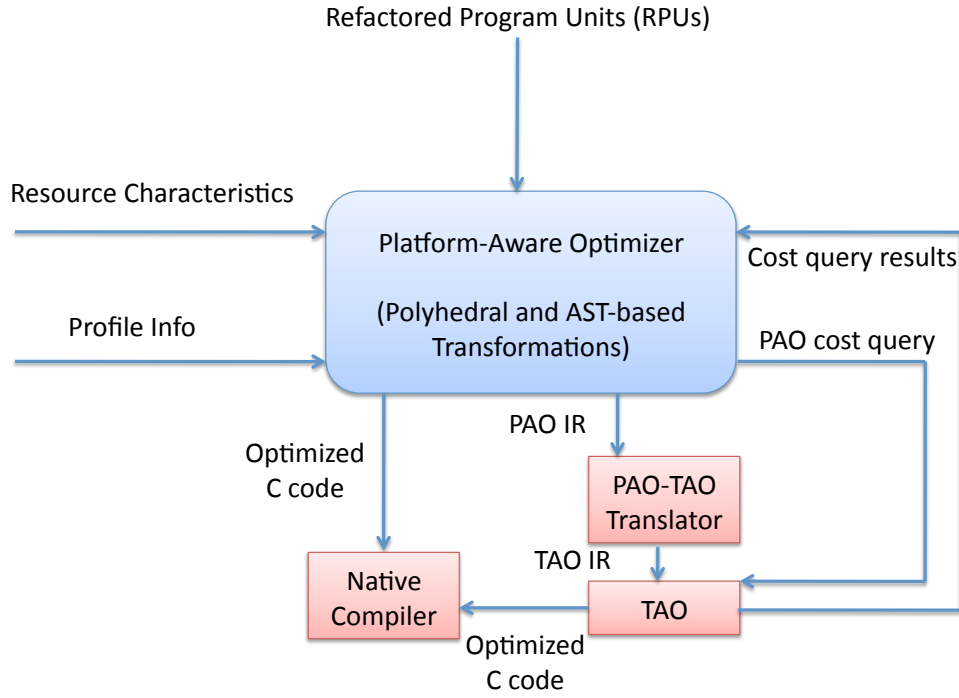 Refactored Program Units (RPUs)
Resource Characteristics
Platform-Aware Optimizer
Cost query results
(Polyhedral and AST-based
Transformations)
Profile Info
PAO cost query
PAO IR
Optimized
C code
PAO-TAO
Translator
TAO IR
Native
Compiler
TAO
Optimized
C code